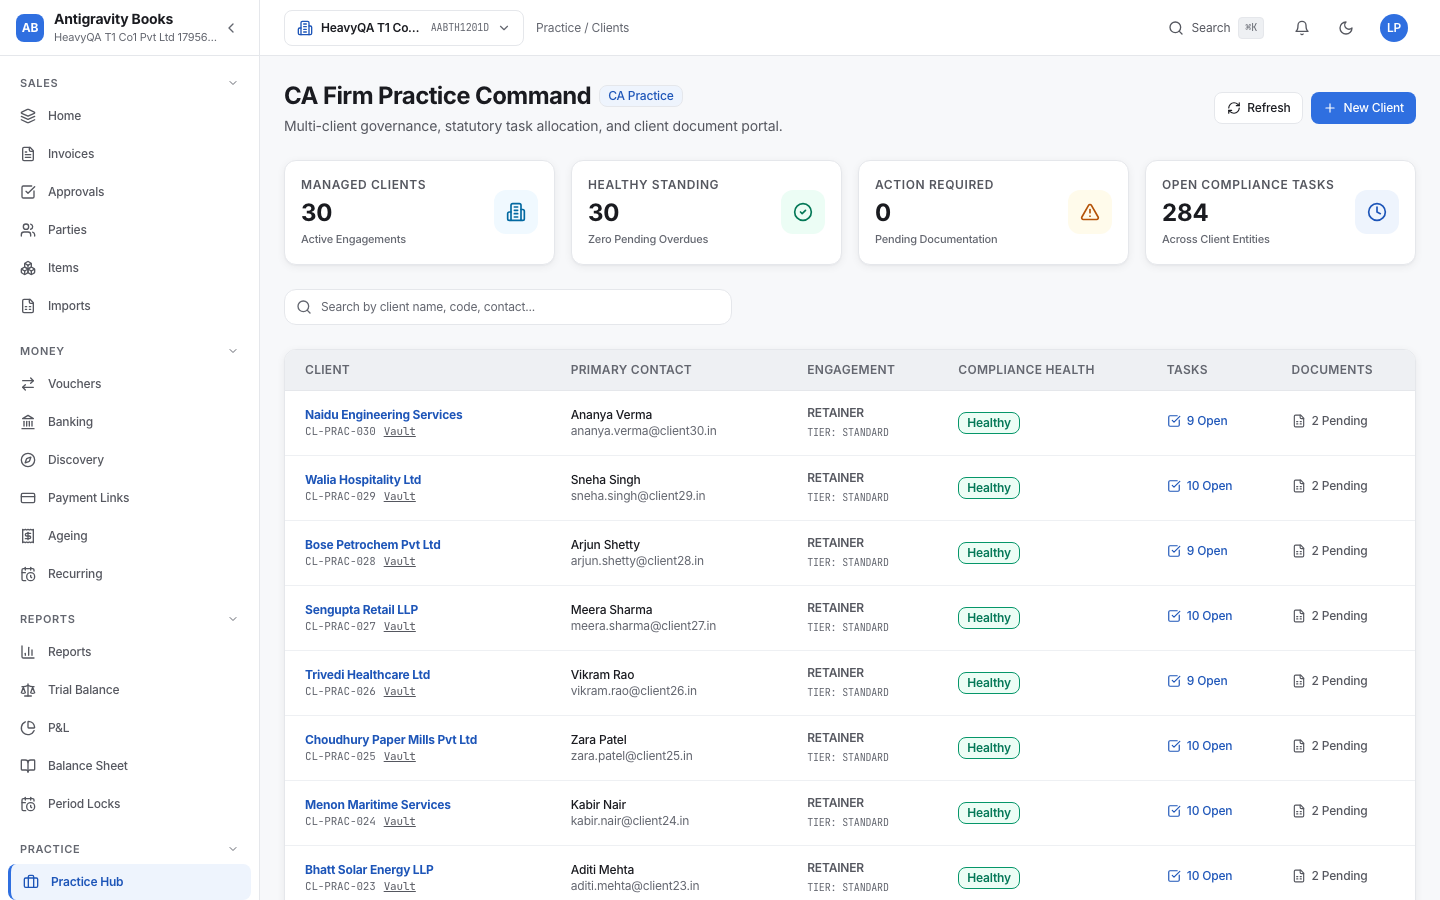 AB
Antigravity Books
HeavyQA T1 Co1 Pvt Ltd 17956...
SALES
Home
Invoices
Approvals
Parties
Items
Imports
MONEY
Vouchers
Banking
Discovery
Payment Links
Ageing
Recurring
REPORTS
Reports
Trial Balance
P&L
Balance Sheet
Period Locks
PRACTICE
Practice Hub
HeavyQA T1 Co... AABTH1201D
Practice / Clients
Search ⌘K
LP
CA Firm Practice Command CA Practice
Multi-client governance, statutory task allocation, and client document portal.
Refresh
New Client
MANAGED CLIENTS
30
Active Engagements
HEALTHY STANDING
30
Zero Pending Overdues
ACTION REQUIRED
0
Pending Documentation
OPEN COMPLIANCE TASKS
284
Across Client Entities
Search by client name, code, contact...
CLIENT PRIMARY CONTACT ENGAGEMENT COMPLIANCE HEALTH TASKS DOCUMENTS
Naidu Engineering Services Ananya Verma RETAINER Healthy 9 Open 2 Pending
CL-PRAC-030 Vault ananya.verma@client30.in TIER: STANDARD
Walia Hospitality Ltd Sneha Singh RETAINER Healthy 10 Open 2 Pending
CL-PRAC-029 Vault sneha.singh@client29.in TIER: STANDARD
Bose Petrochem Pvt Ltd Arjun Shetty RETAINER Healthy 9 Open 2 Pending
CL-PRAC-028 Vault arjun.shetty@client28.in TIER: STANDARD
Sengupta Retail LLP Meera Sharma RETAINER Healthy 10 Open 2 Pending
CL-PRAC-027 Vault meera.sharma@client27.in TIER: STANDARD
Trivedi Healthcare Ltd Vikram Rao RETAINER Healthy 9 Open 2 Pending
CL-PRAC-026 Vault vikram.rao@client26.in TIER: STANDARD
Choudhury Paper Mills Pvt Ltd Zara Patel RETAINER Healthy 10 Open 2 Pending
CL-PRAC-025 Vault zara.patel@client25.in TIER: STANDARD
Menon Maritime Services Kabir Nair RETAINER Healthy 10 Open 2 Pending
CL-PRAC-024 Vault kabir.nair@client24.in TIER: STANDARD
Bhatt Solar Energy LLP Aditi Mehta RETAINER Healthy 10 Open 2 Pending
CL-PRAC-023 Vault aditi.mehta@client23.in TIER: STANDARD